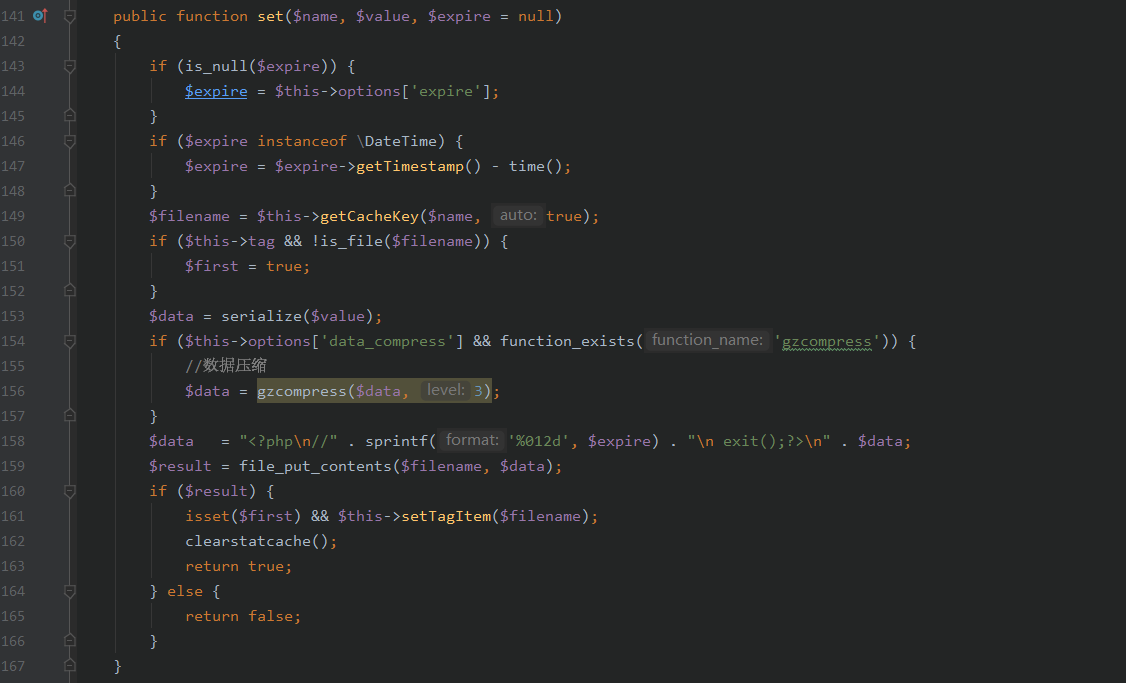 141 public function set($name, $value, $expire = null)
142 {
143 if (is_null($expire)) {
144 $expire = $this->options['expire'];
145 }
146 if ($expire instanceof \DateTime) {
147 $expire = $expire->getTimestamp() - time();
148 }
149 $filename = $this->getCacheKey($name, auto: true);
150 if ($this->tag && !is_file($filename)) {
151 $first = true;
152 }
153 $data = serialize($value);
154 if ($this->options['data_compress'] && function_exists( function_name: 'gzcompress')) {
155 //数据压缩
156 $data = gzcompress($data, level: 3);
157 }
158 $data   = "<?php\n//" . sprintf( format: '%012d', $expire) . "\n exit();?>\n" . $data;
159 $result = file_put_contents($filename, $data);
160 if ($result) {
161 isset($first) && $this->setTagItem($filename);
162 clearstatcache();
163 return true;
164 } else {
165 return false;
166 }
167 }